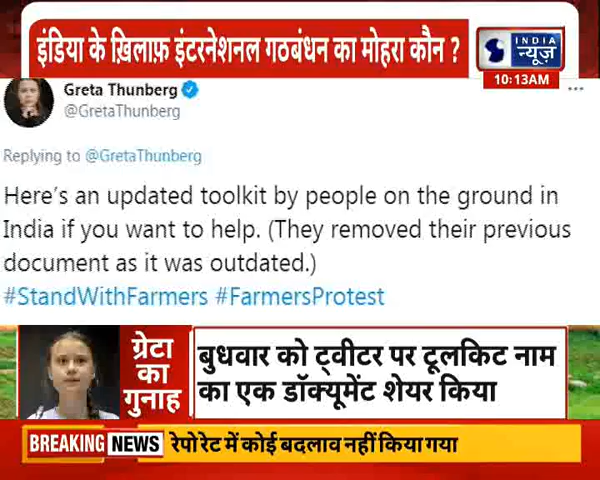 इंडिया के ख़िलाफ़ इंटरनेशनल गठबंधन का मोहरा कौन ?
INDIA
न्यूज़
10:13AM
Greta Thunberg
@GretaThunberg
Replying to @GretaThunberg
Here's an updated toolkit by people on the ground in
India if you want to help. (They removed their previous
document as it was outdated.)
#StandWithFarmers #FarmersProtest
ग्रेटा
का
गुनाह
बुधवार को ट्वीटर पर टूलकिट नाम
का एक डॉक्यूमेंट शेयर किया
BREAKING NEWS रेपो रेट में कोई बदलाव नहीं किया गया